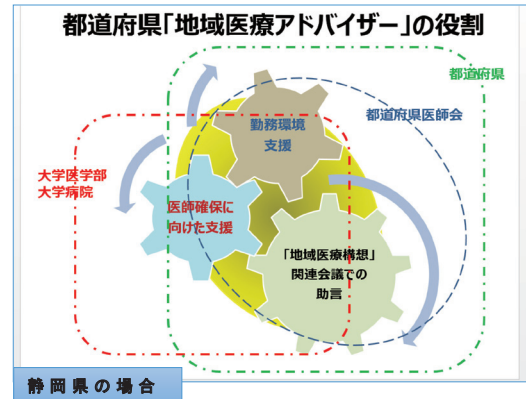 都道府県「地域医療アドバイザー」の役割
都道府県
都道府県医師会
勤務環境
支援
大学医学部
大学病院
医師確保に
向けた支援
「地域医療構想」
関連会議での
助言
静岡県の場合